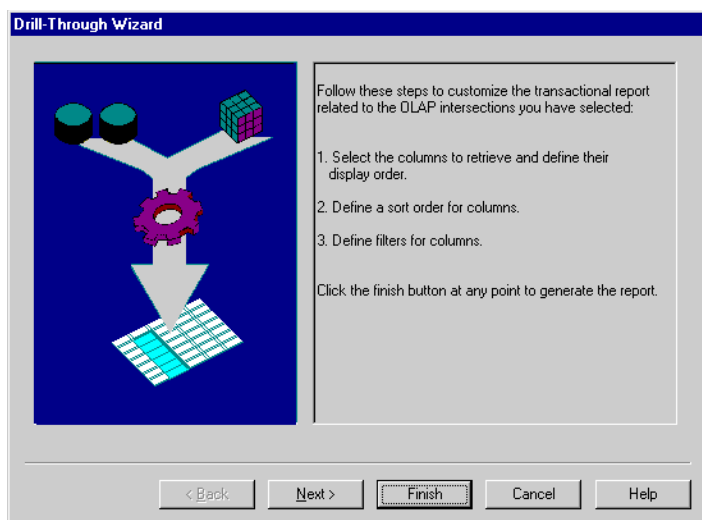 Drill-Through Wizard
Follow these steps to customize the transactional report
related to the OLAP intersections you have selected:
1. Select the columns to retrieve and define their
display order.
2. Define a sort order for columns.
3. Define filters for columns.
Click the finish button at any point to generate the report.
< Back
Next >
Finish
Cancel
Help